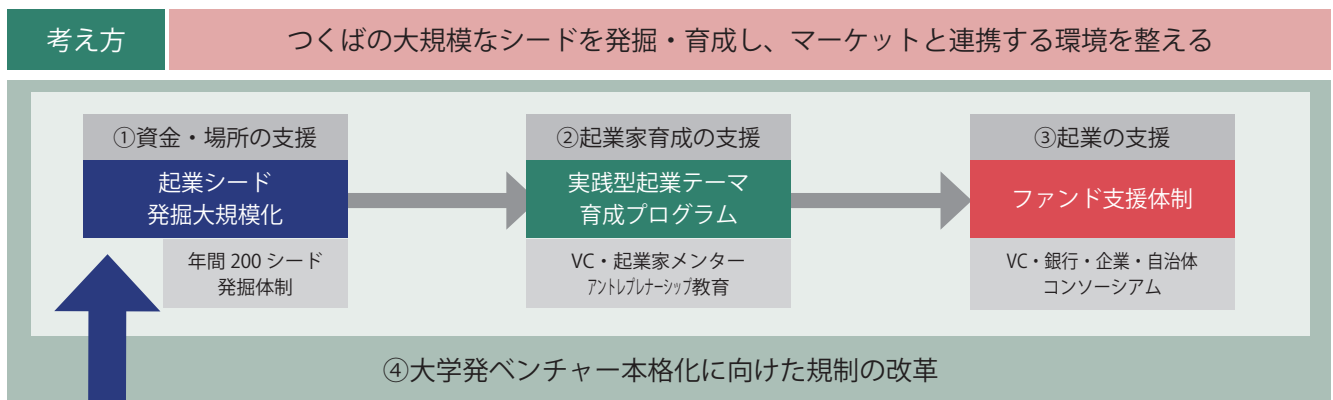 考え方
つくばの大規模なシードを発掘・育成し、マーケットと連携する環境を整える
①資金・場所の支援
起業シード
発掘大規模化
年間 200 シード
発掘体制
②起業家育成の支援
実践型起業テーマ
育成プログラム
VC・起業家メンター
ｱﾝﾄﾚﾌﾟﾚﾅｰｼｯﾌﾟ教育
③起業の支援
ファンド支援体制
VC・銀行・企業・自治体
コンソーシアム
④大学発ベンチャー本格化に向けた規制の改革